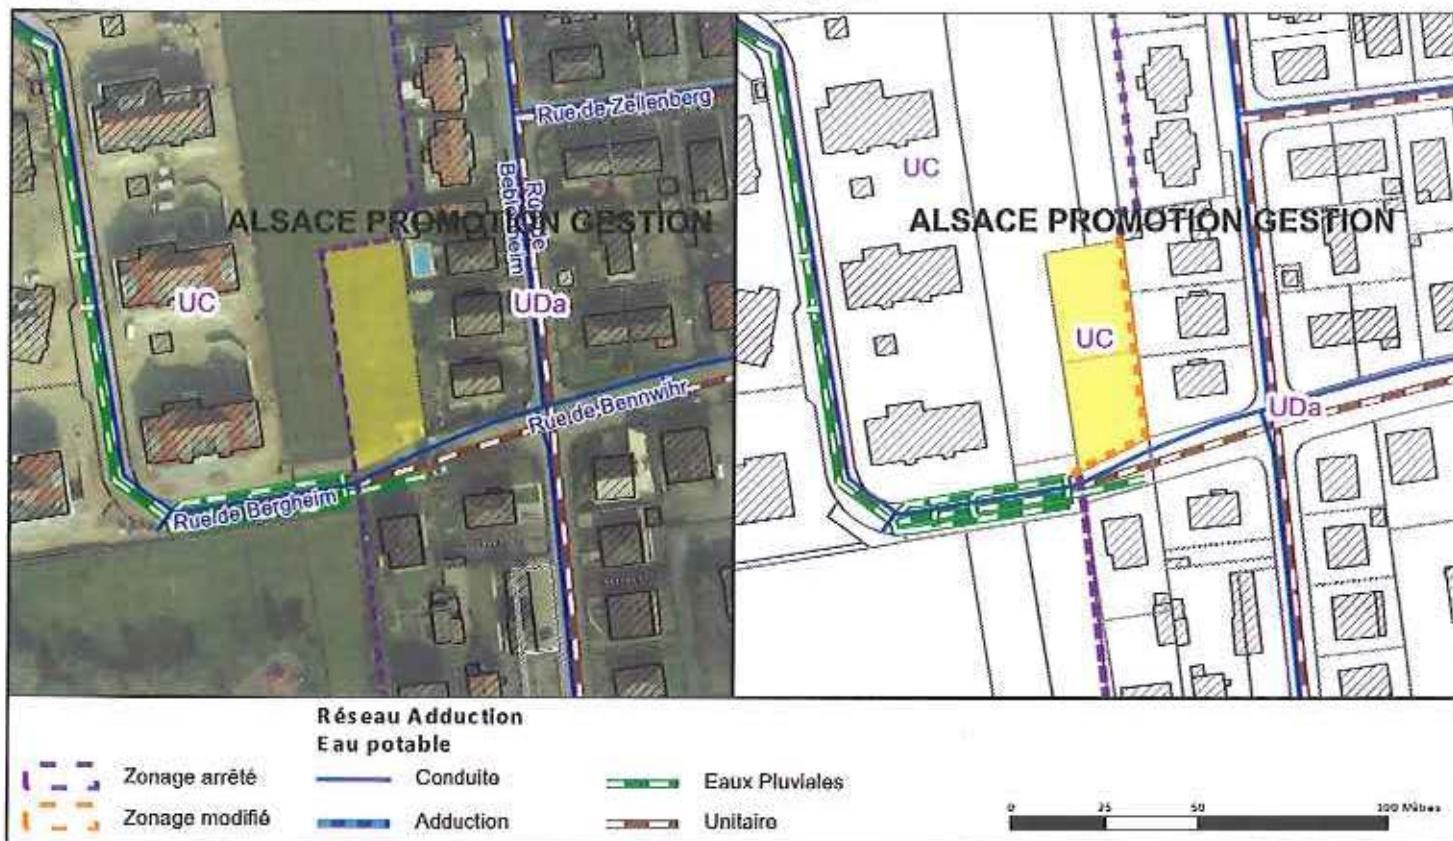 Rue de Zellenberg
Rue de
Beblenheim
ALSACE PROMOTION GESTION
UC
UDa
Rue de Bennwihr
Rue de Bergheim
UC
ALSACE PROMOTION GESTION
UC
UDa
Réseau Adduction
Eau potable
Zonage arrêté
Conduite
Eaux Pluviales
Zonage modifié
Adduction
Unitaire
0 25 50 100 Mètres